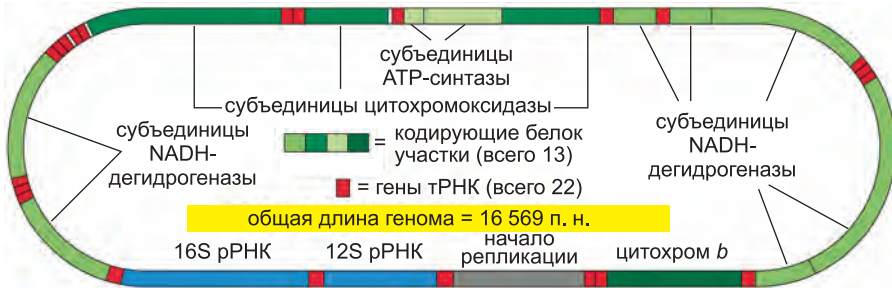 субъединицы
АТР-синтазы
субъединицы цитохромоксидазы
субъединицы
NADH-
дегидрогеназы
= кодирующие белок
участки (всего 13)
субъединицы
NADH-
дегидрогеназы
= гены тРНК (всего 22)
общая длина генома = 16 569 п. н.
16S рРНК
12S рРНК
начало
репликации
цитохром b